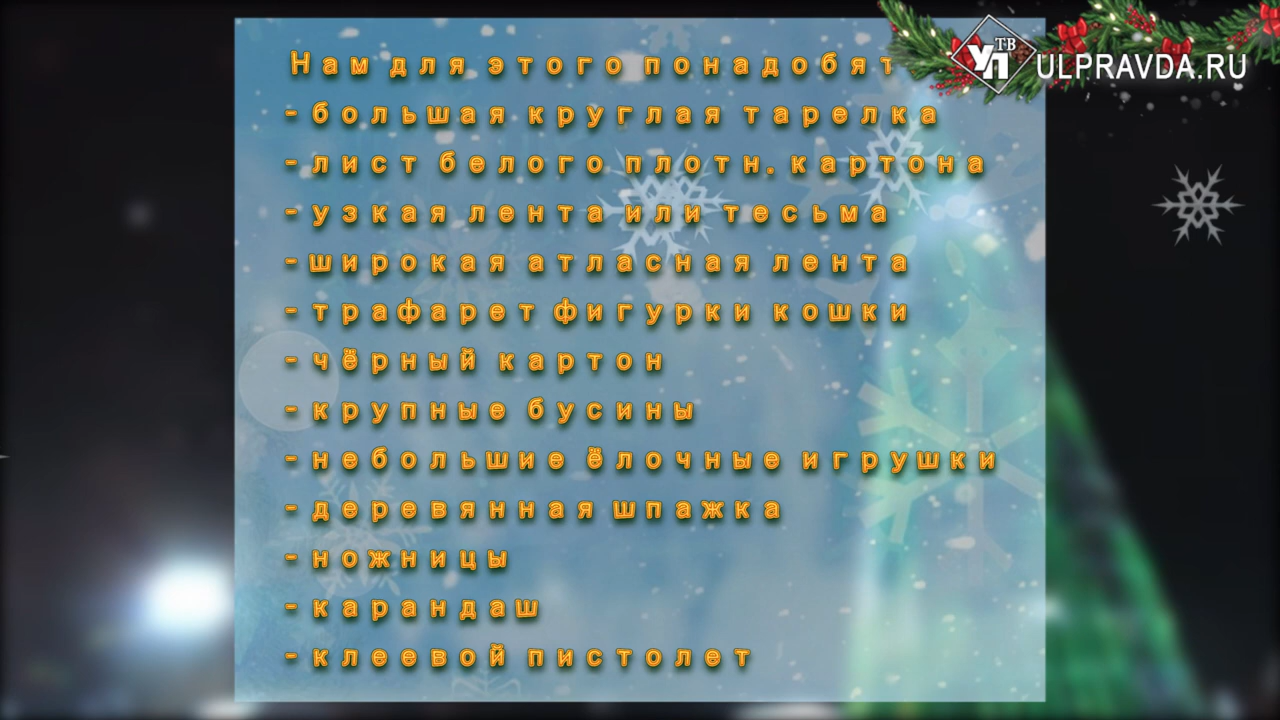 Нам для этого понадобят
- большая круглая тарелка
- лист белого плотн. картона
- узкая лента или тесьма
- широкая атласная лента
- трафарет фигурки кошки
- чёрный картон
- крупные бусины
- небольшие ёлочные игрушки
- деревянная шпажка
- ножницы
- карандаш
- клеевой пистолет
УП ТВ
ULPRAVDA.RU